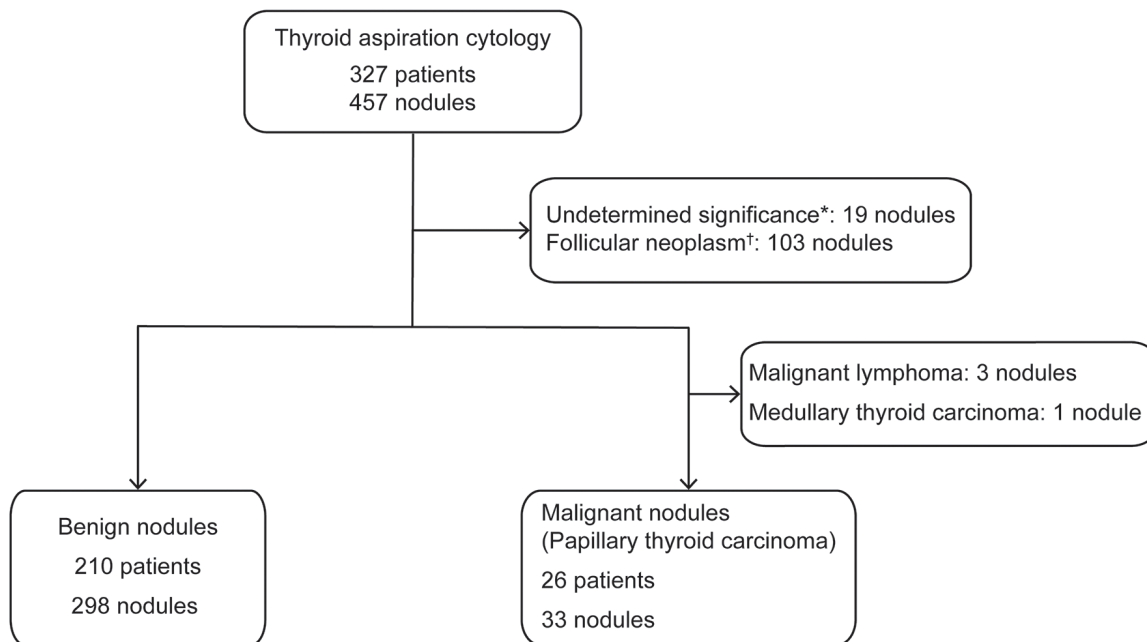 Thyroid aspiration cytology
327 patients
457 nodules
Undetermined significance*: 19 nodules
Follicular neoplasm†: 103 nodules
Malignant lymphoma: 3 nodules
Medullary thyroid carcinoma: 1 nodule
Benign nodules
210 patients
298 nodules
Malignant nodules
(Papillary thyroid carcinoma)
26 patients
33 nodules